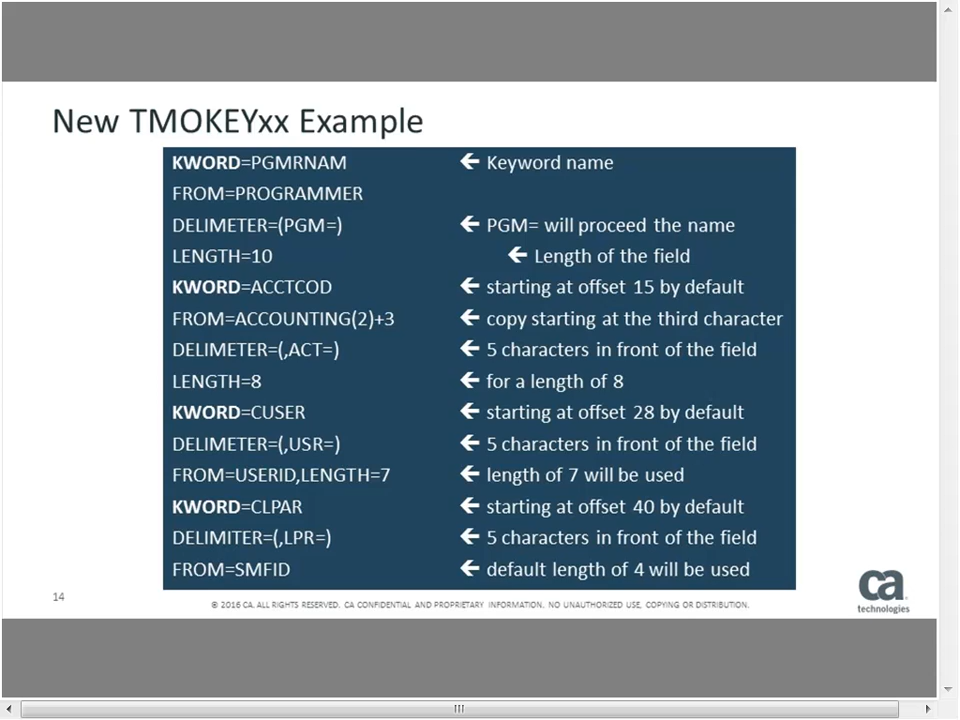 New TMOKEYxx Example
KWORD=PGMRNAM 🡨 Keyword name
FROM=PROGRAMMER
DELIMETER=(PGM=) 🡨 PGM= will proceed the name
LENGTH=10 🡨 Length of the field
KWORD=ACCTCOD 🡨 starting at offset 15 by default
FROM=ACCOUNTING(2)+3 🡨 copy starting at the third character
DELIMETER=(,ACT=) 🡨 5 characters in front of the field
LENGTH=8 🡨 for a length of 8
KWORD=CUSER 🡨 starting at offset 28 by default
DELIMETER=(,USR=) 🡨 5 characters in front of the field
FROM=USERID,LENGTH=7 🡨 length of 7 will be used
KWORD=CLPAR 🡨 starting at offset 40 by default
DELIMITER=(,LPR=) 🡨 5 characters in front of the field
FROM=SMFID 🡨 default length of 4 will be used
14
© 2016 CA. ALL RIGHTS RESERVED. CA CONFIDENTIAL AND PROPRIETARY INFORMATION. NO UNAUTHORIZED USE, COPYING OR DISTRIBUTION.
ca
technologies